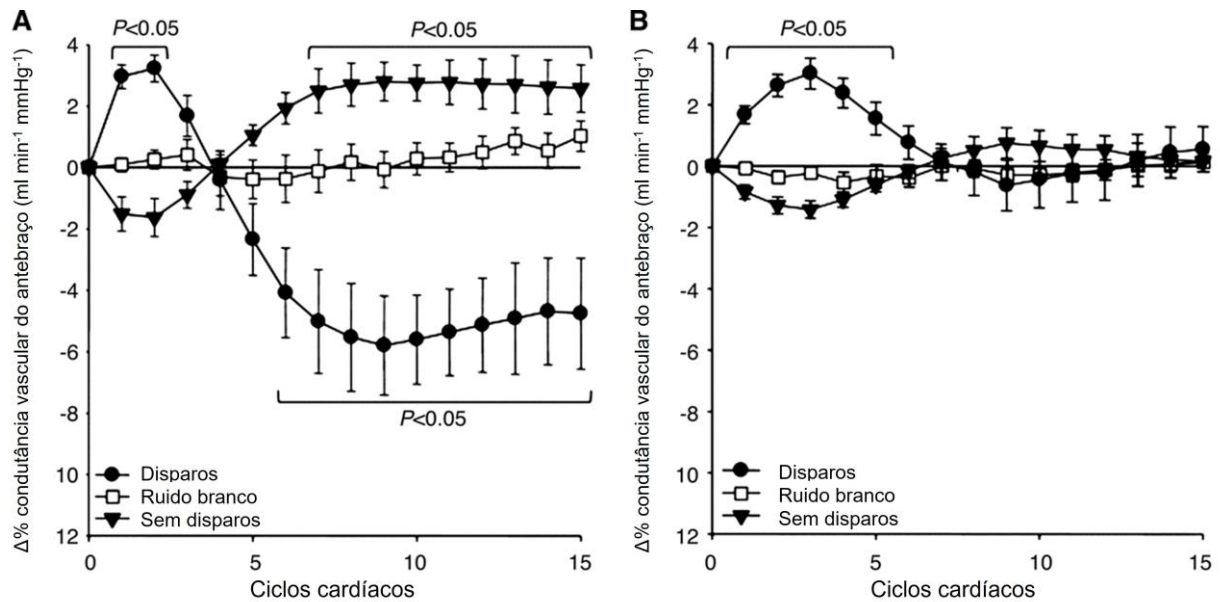 A
P<0.05
P<0.05
Δ% condutância vascular do antebraço (ml min⁻¹ mmHg⁻¹)
4
2
0
-2
-4
-6
-8
10
12
P<0.05
Disparos
Ruido branco
Sem disparos
0 5 10 15
Ciclos cardíacos
B
P<0.05
Δ% condutância vascular do antebraço (ml min⁻¹ mmHg⁻¹)
4
2
0
-2
-4
-6
-8
10
12
Disparos
Ruido branco
Sem disparos
0 5 10 15
Ciclos cardíacos